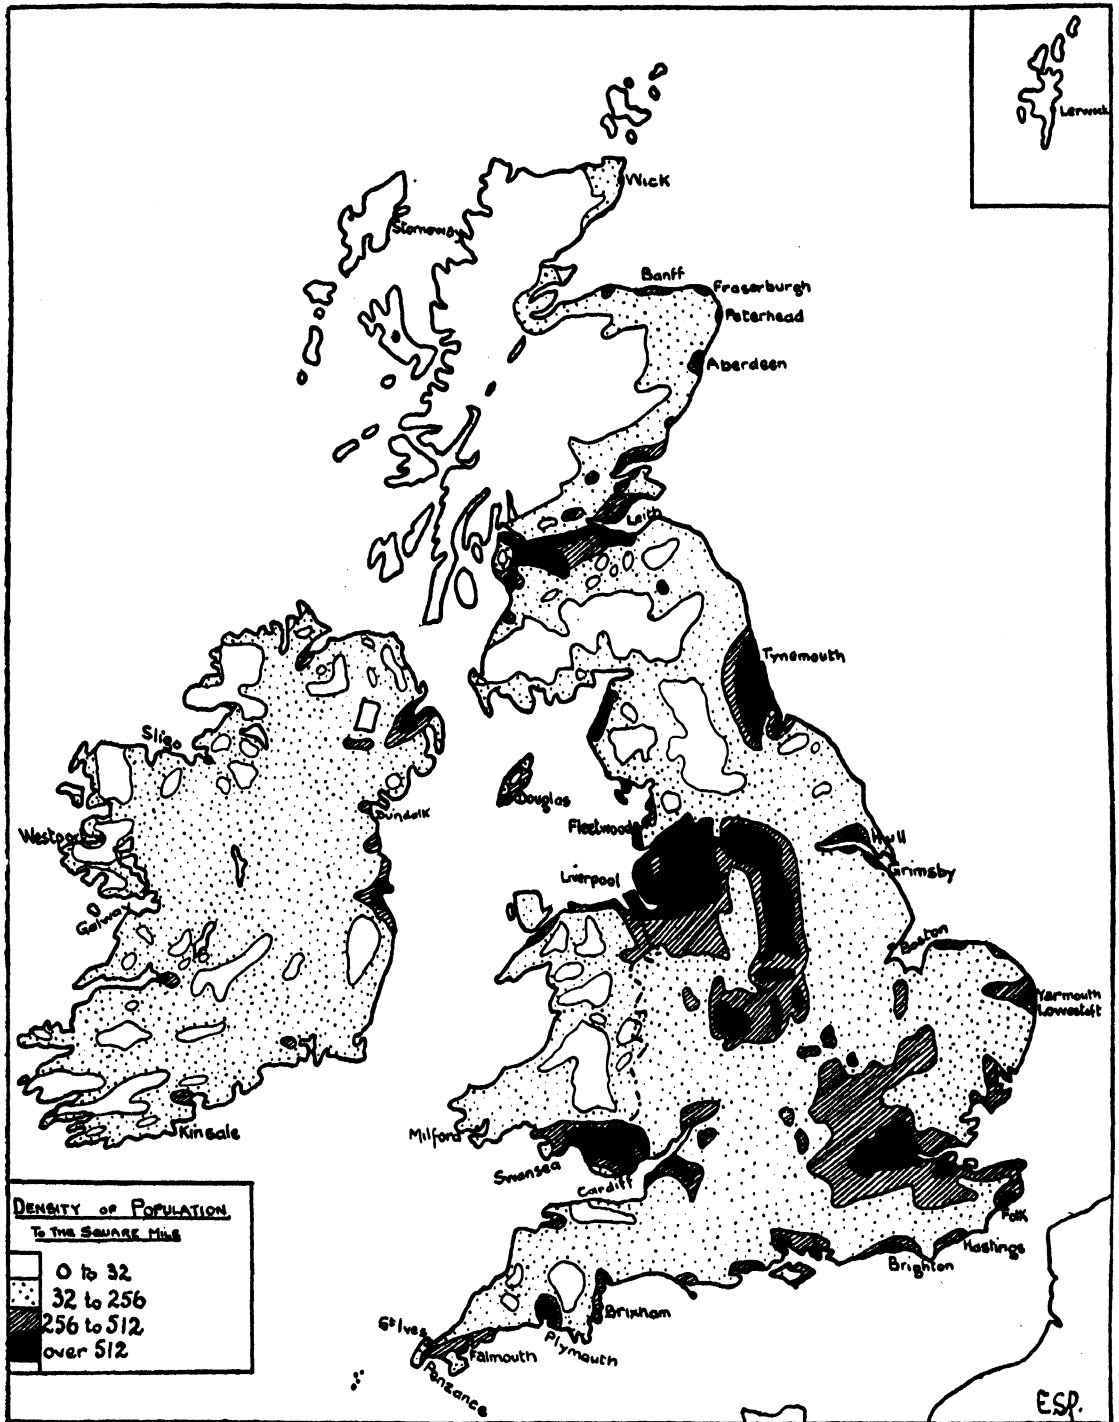 Lerwick
Wick
Stornoway
Banff
Fraserburgh
Peterhead
Aberdeen
Leith
Tynemouth
Sligo
Douglas
Dundalk
Westport
Fleetwood
Hull
Grimsby
Liverpool
Galway
Boston
Yarmouth
Lowestoft
Kinsale
Milford
Swansea
Cardiff
Folk
Hastings
Brighton
Brixham
Plymouth
St Ives
Falmouth
Penzance
DENSITY OF POPULATION
TO THE SQUARE MILE
0 to 32
32 to 256
256 to 512
over 512
ESP.